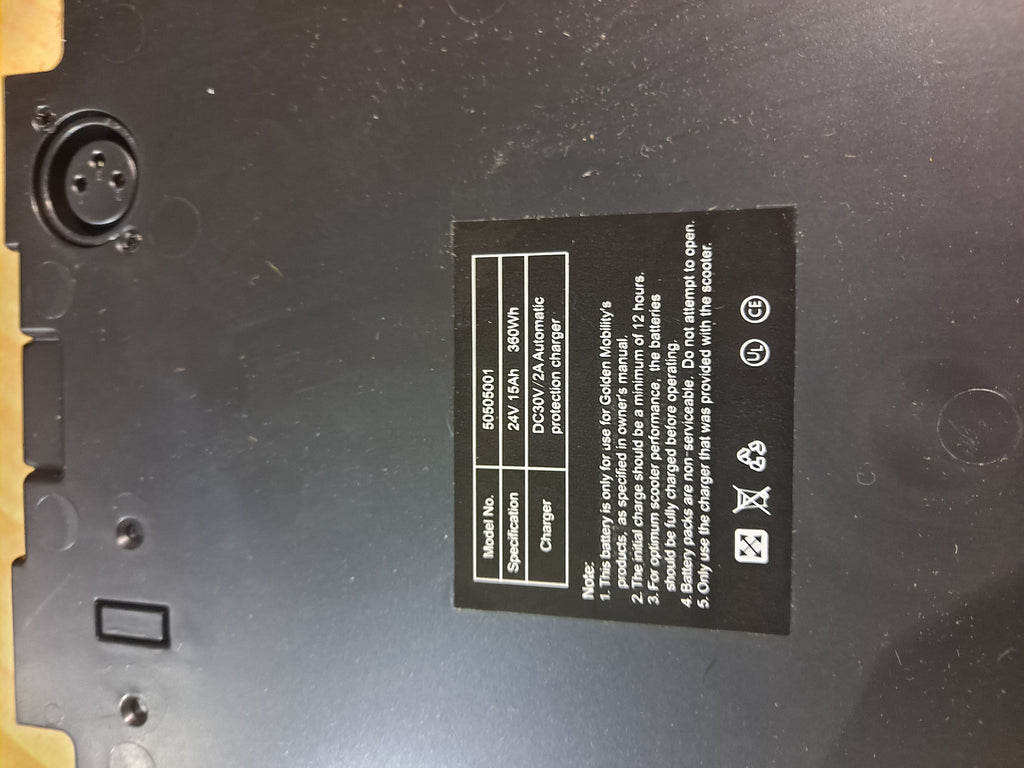 Model No. 5050501
Specification 24V 15Ah 360Wh
Charger DC30V/2A Automatic
protection charger
Note:
1. This battery is only for use for Golden Mobility's
products, as specified in owner's manual.
2. The initial charge should be a minimum of 12 hours.
3. For optimum scooter performance, the batteries
should be fully charged before operating.
4. Battery packs are non-serviceable. Do not attempt to open.
5. Only use the charger that was provided with the scooter.
UL CE